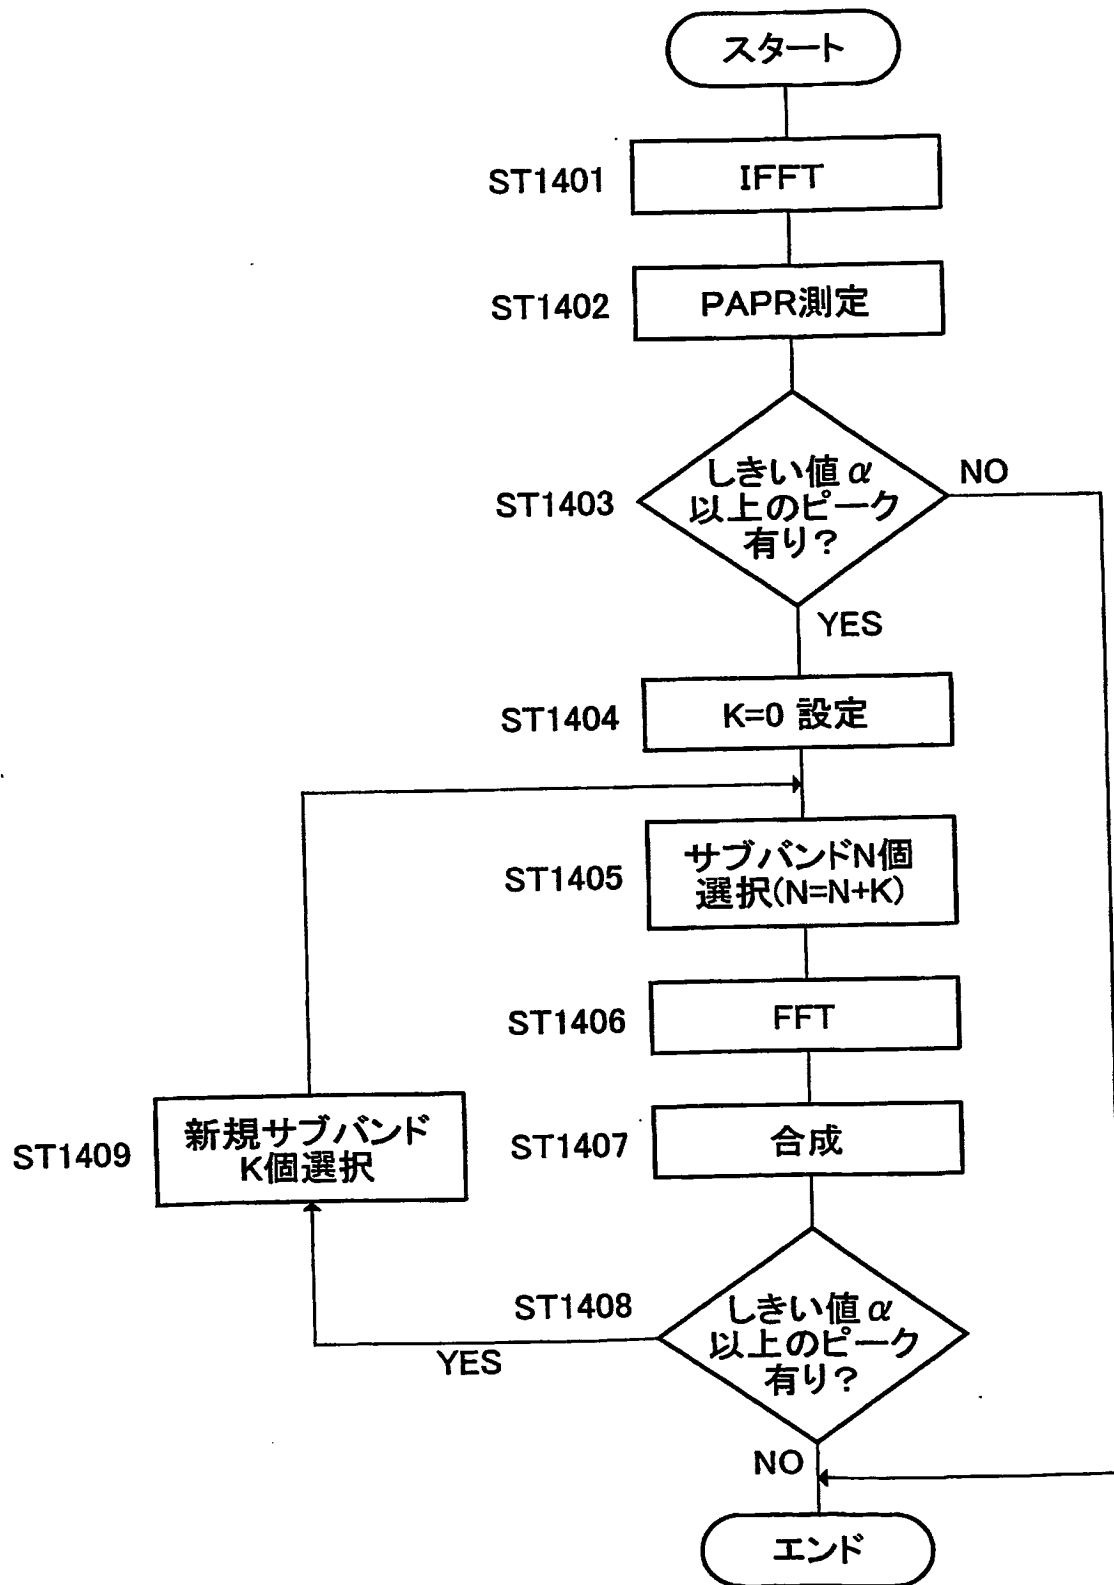 スタート
ST1401
IFFT
ST1402
PAPR測定
ST1403
しきい値α
以上のピーク
有り?
NO
YES
ST1404
K=0 設定
ST1405
サブバンドN個
選択(N=N+K)
ST1406
FFT
ST1409
新規サブバンド
K個選択
ST1407
合成
ST1408
しきい値α
以上のピーク
有り?
YES
NO
エンド